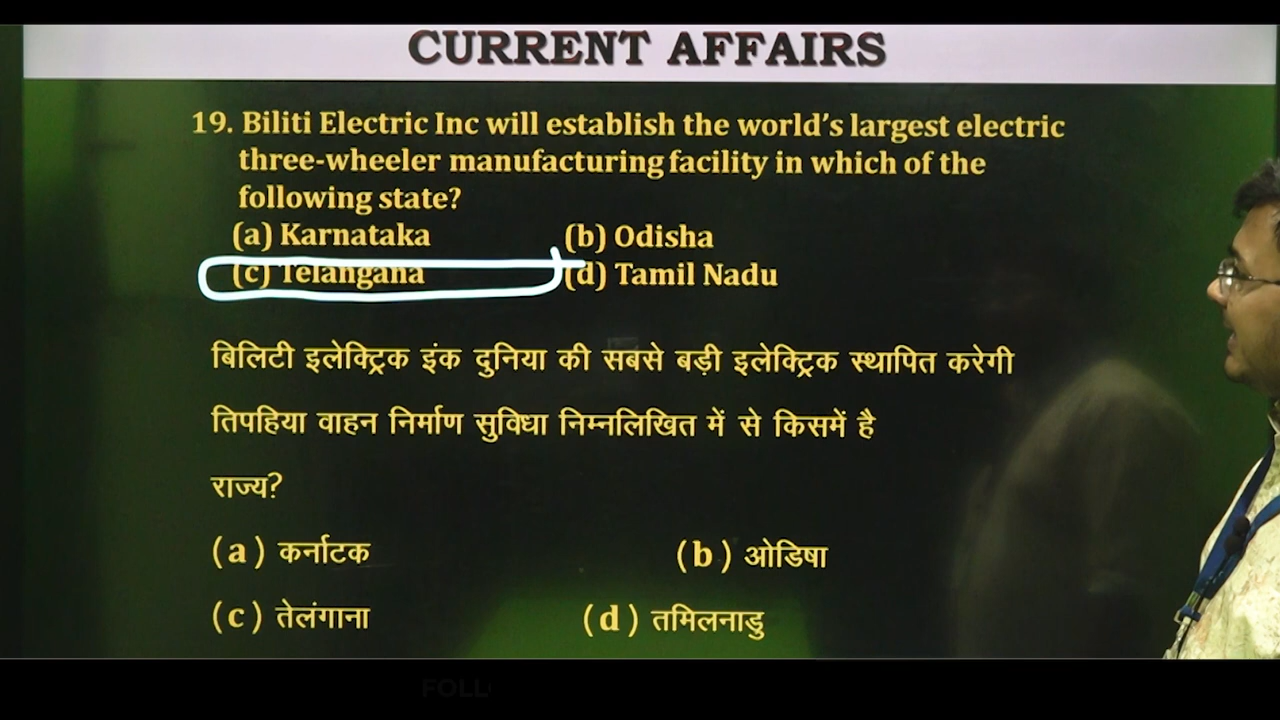 CURRENT AFFAIRS
19. Biliti Electric Inc will establish the world's largest electric
three-wheeler manufacturing facility in which of the
following state?
(a) Karnataka (b) Odisha
(c) Telangana (d) Tamil Nadu
बिलिटी इलेक्ट्रिक इंक दुनिया की सबसे बड़ी इलेक्ट्रिक स्थापित करेगी
तिपहिया वाहन निर्माण सुविधा निम्नलिखित में से किसमें है
राज्य?
(a) कर्नाटक (b) ओडिषा
(c) तेलंगाना (d) तमिलनाडु
FOLL